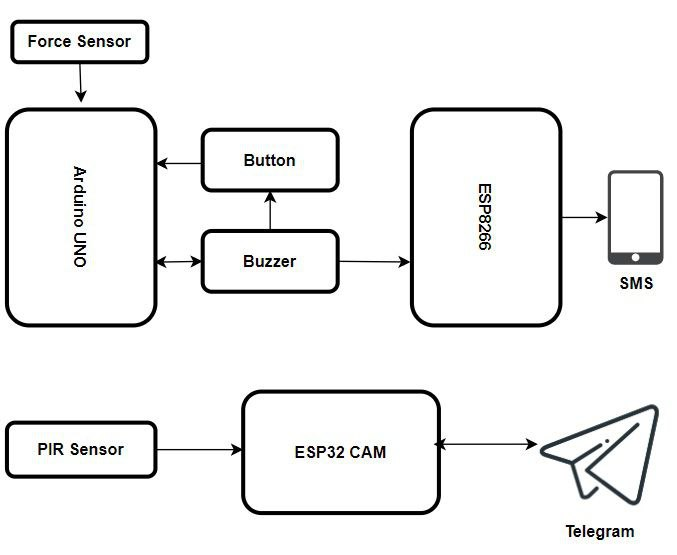 Force Sensor
Arduino UNO
Button
Buzzer
ESP8266
SMS
PIR Sensor
ESP32 CAM
Telegram